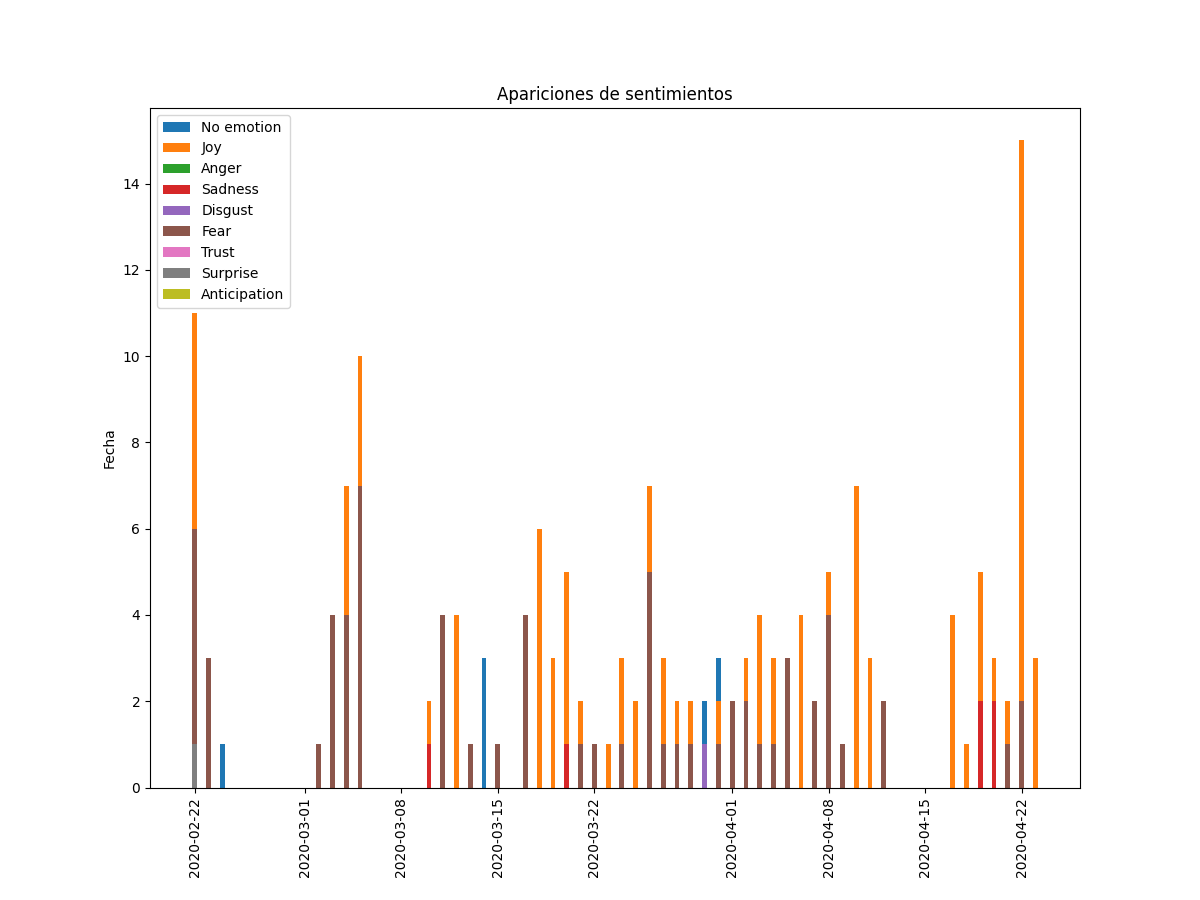 Apariciones de sentimientos
No emotion
Joy
Anger
Sadness
Disgust
Fear
Trust
Surprise
Anticipation
Fecha
14
12
10
8
6
4
2
0
2020-02-22
2020-03-01
2020-03-08
2020-03-15
2020-03-22
2020-04-01
2020-04-08
2020-04-15
2020-04-22